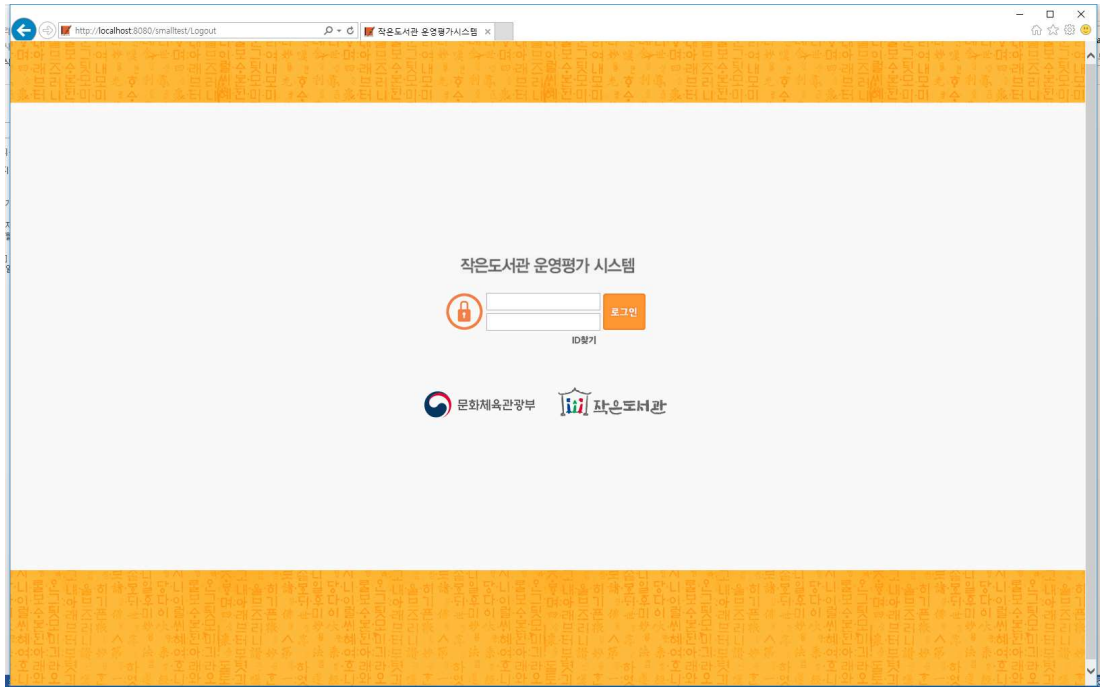 http://localhost:8080/smalltest/Logout
작은도서관 운영평가시스템
작은도서관 운영평가 시스템
로그인
ID찾기
문화체육관광부
작은도서관